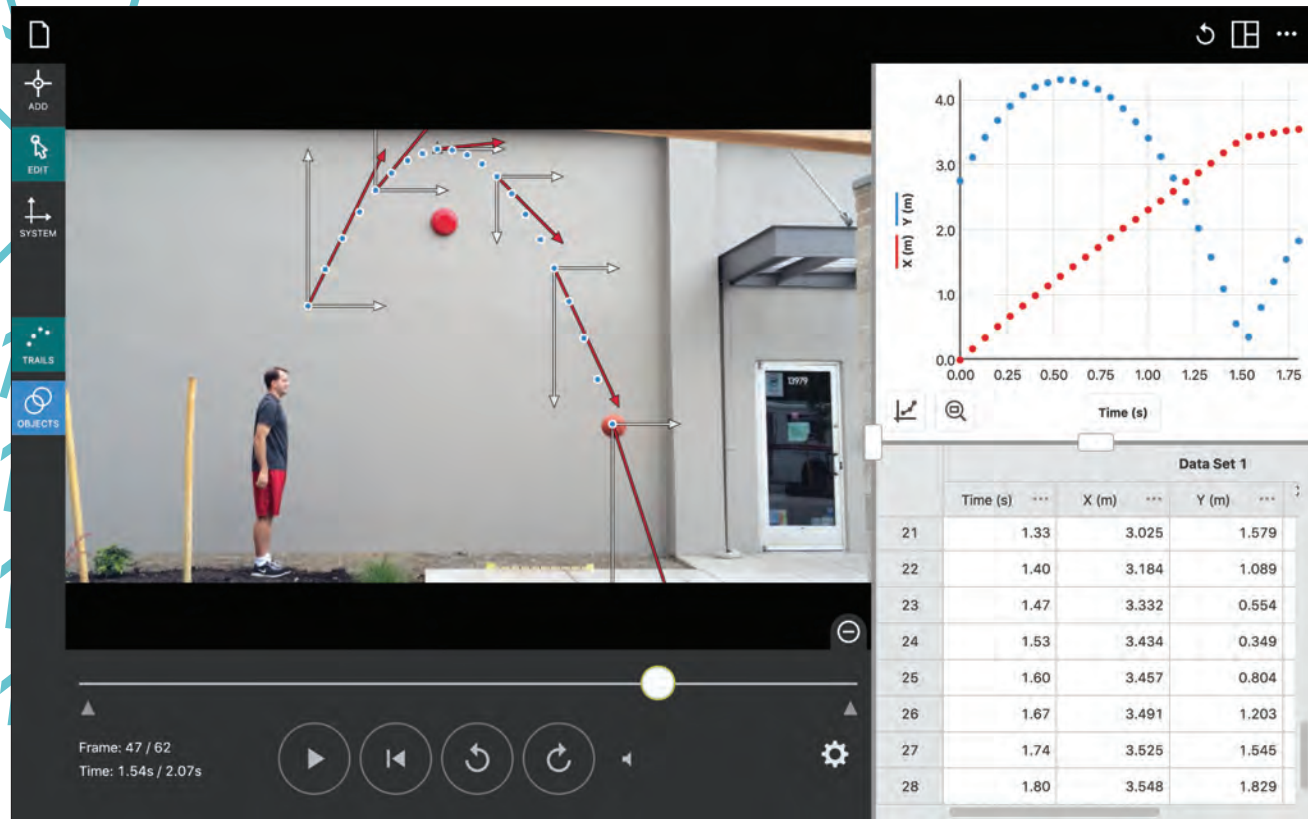 ADD
EDIT
SYSTEM
TRAILS
OBJECTS
13979
Frame: 47 / 62
Time: 1.54s / 2.07s
X (m) Y (m)
4.0
3.0
2.0
1.0
0.0
0.00 0.25 0.50 0.75 1.00 1.25 1.50 1.75
Time (s)
Data Set 1
Time (s) X (m) Y (m)
21 1.33 3.025 1.579
22 1.40 3.184 1.089
23 1.47 3.332 0.554
24 1.53 3.434 0.349
25 1.60 3.457 0.804
26 1.67 3.491 1.203
27 1.74 3.525 1.545
28 1.80 3.548 1.829